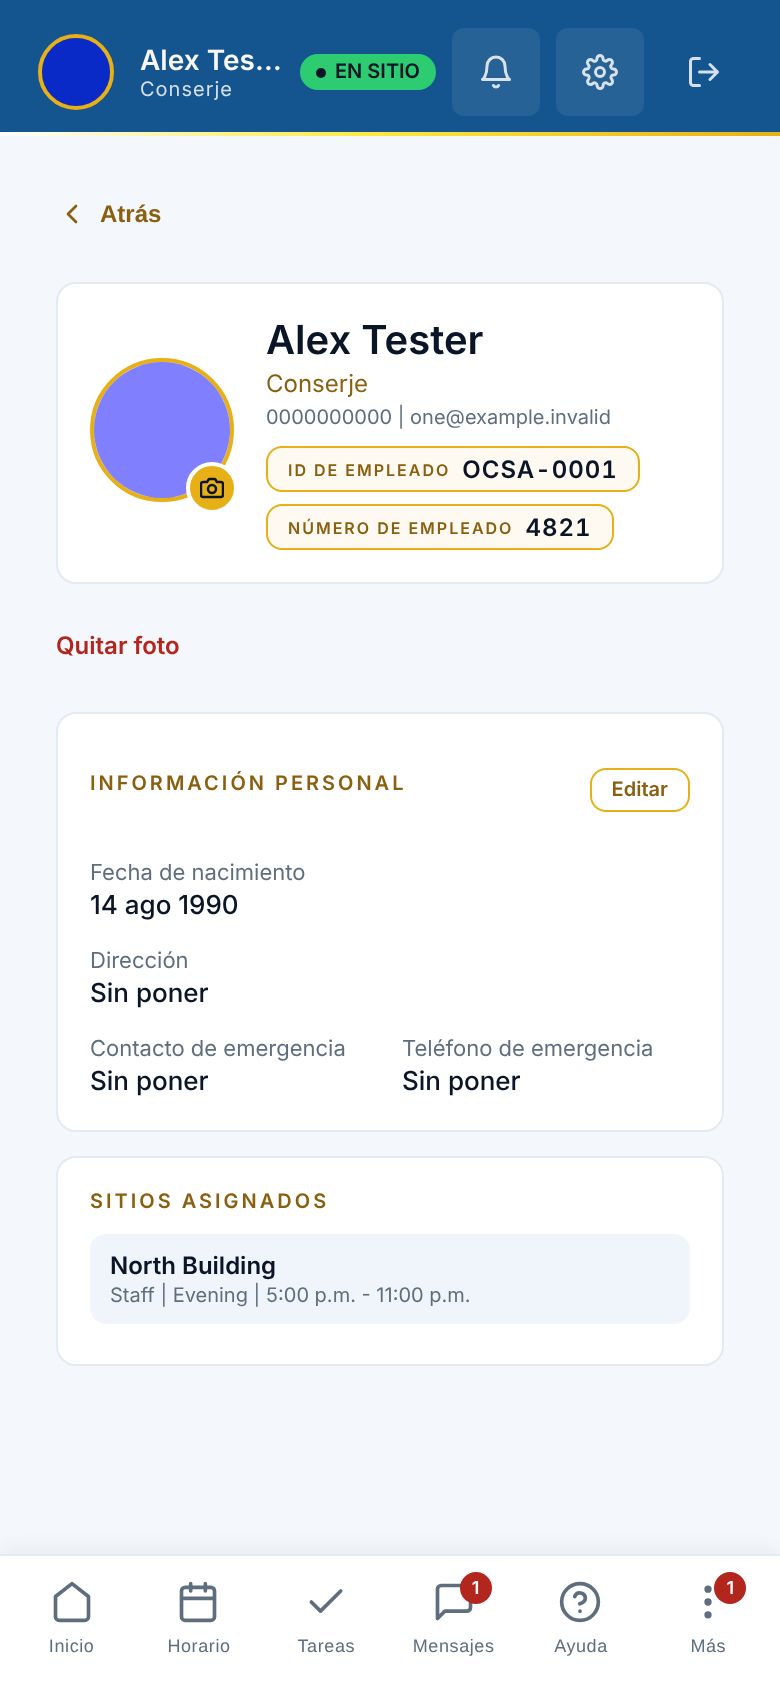 Alex Tes...
Conserje
EN SITIO
Atrás
Alex Tester
Conserje
0000000000 | one@example.invalid
ID DE EMPLEADO OCSA-0001
NÚMERO DE EMPLEADO 4821
Quitar foto
INFORMACIÓN PERSONAL
Editar
Fecha de nacimiento
14 ago 1990
Dirección
Sin poner
Contacto de emergencia Teléfono de emergencia
Sin poner Sin poner
SITIOS ASIGNADOS
North Building
Staff | Evening | 5:00 p.m. - 11:00 p.m.
1 1
Inicio Horario Tareas Mensajes Ayuda Más